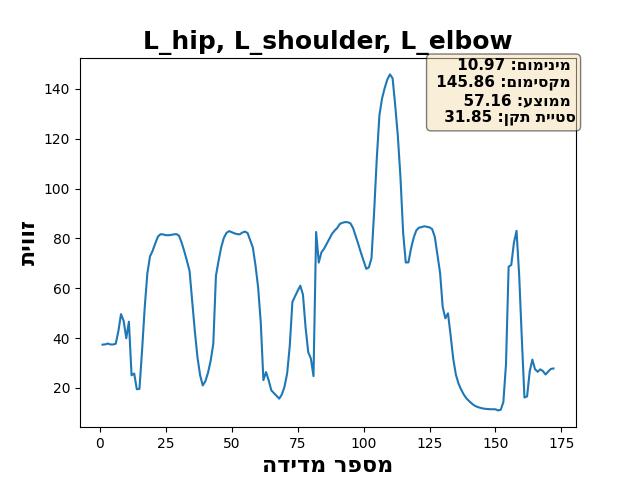 L_hip, L_shoulder, L_elbow
מינימום: 10.97
מקסימום: 145.86
ממוצע: 57.16
סטיית תקן: 31.85
זווית
140
120
100
80
60
40
20
0 25 50 75 100 125 150 175
מספר מדידה